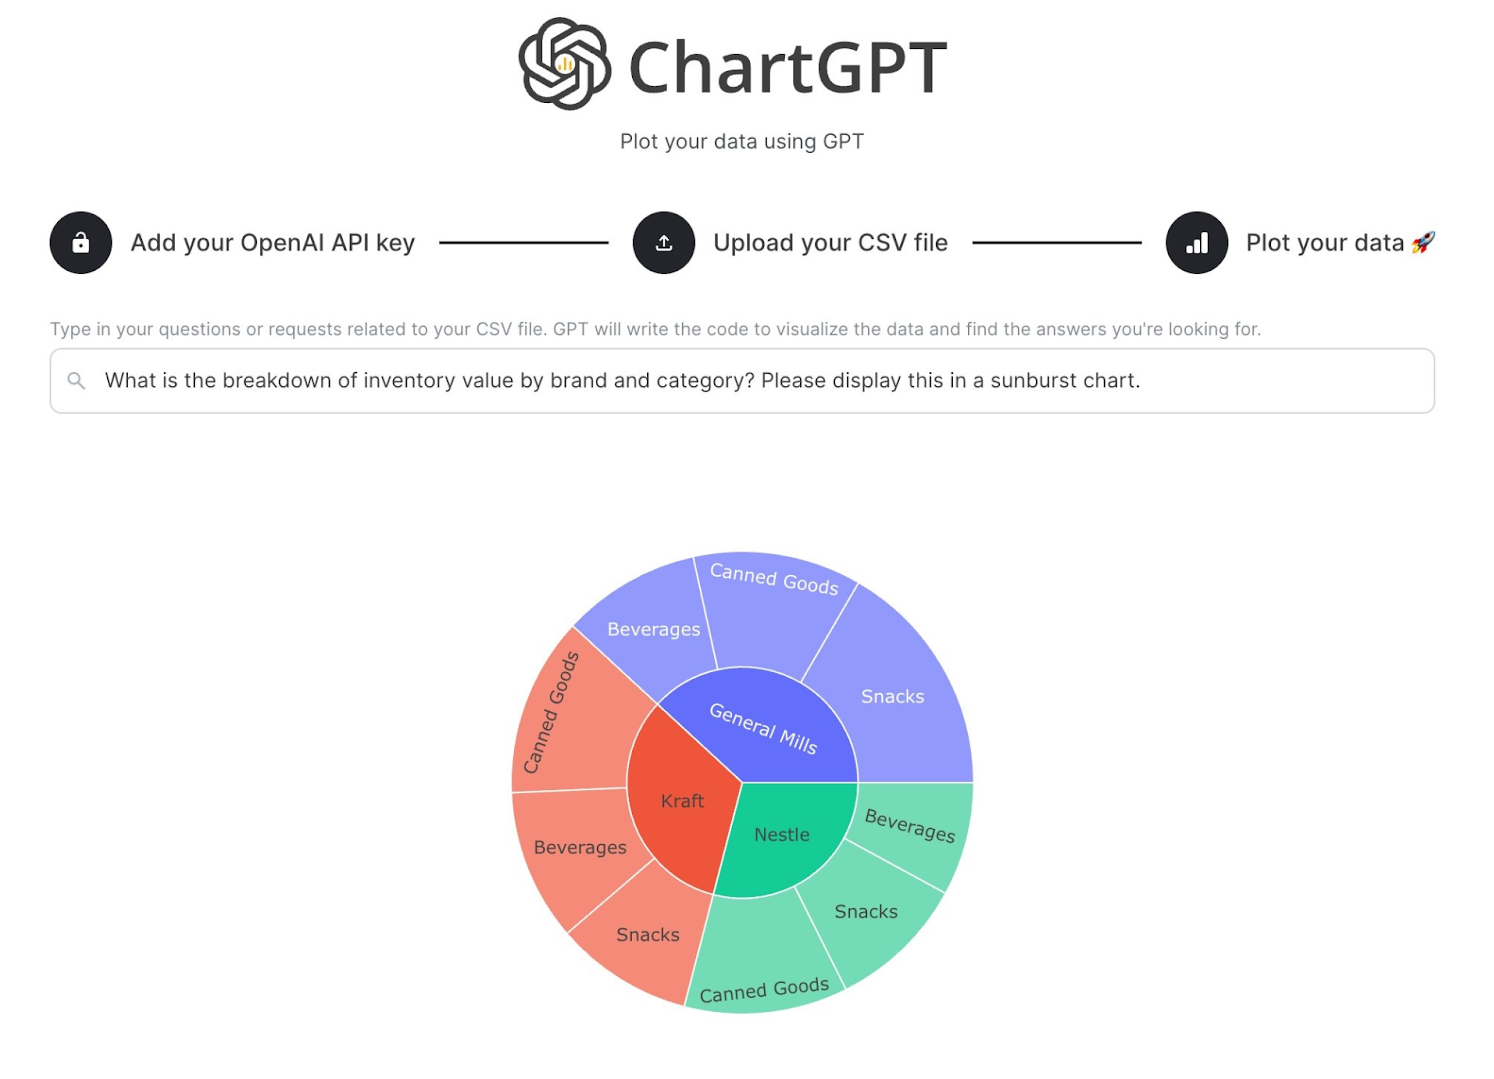 ChartGPT
Plot your data using GPT
Add your OpenAI API key
Upload your CSV file
Plot your data 🚀
Type in your questions or requests related to your CSV file. GPT will write the code to visualize the data and find the answers you're looking for.
What is the breakdown of inventory value by brand and category? Please display this in a sunburst chart.
Canned Goods
Beverages
Canned Goods
Snacks
General Mills
Kraft
Nestle
Beverages
Beverages
Snacks
Snacks
Canned Goods